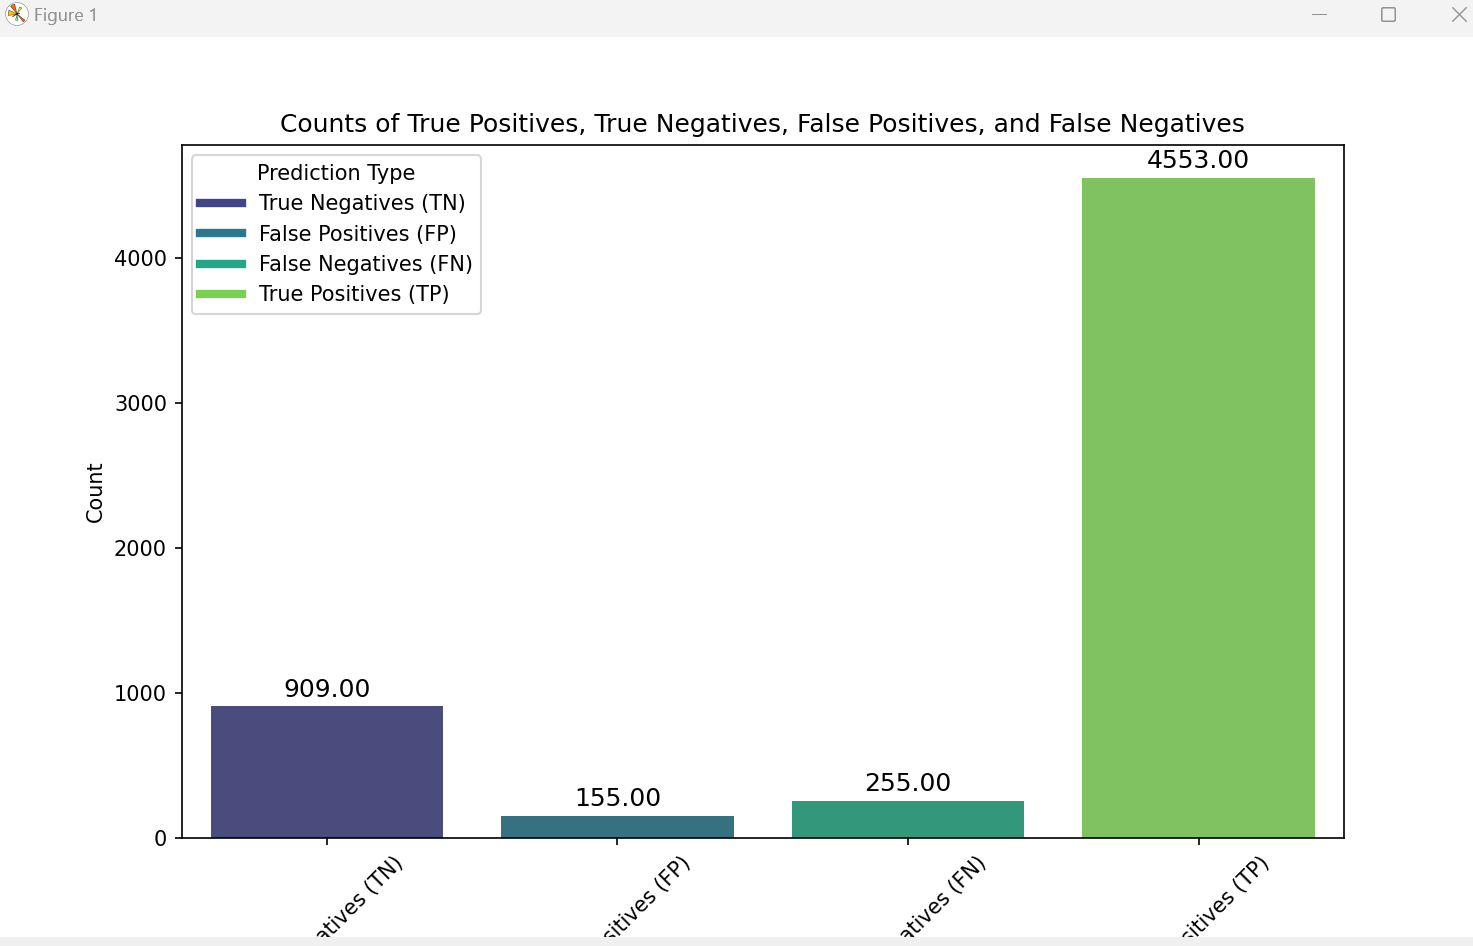 Figure 1
Counts of True Positives, True Negatives, False Positives, and False Negatives
Prediction Type
True Negatives (TN)
False Positives (FP)
False Negatives (FN)
True Positives (TP)
4553.00
909.00
155.00
255.00
4000
3000
2000
1000
0
Count
atives (TN)
sitives (FP)
atives (FN)
sitives (TP)